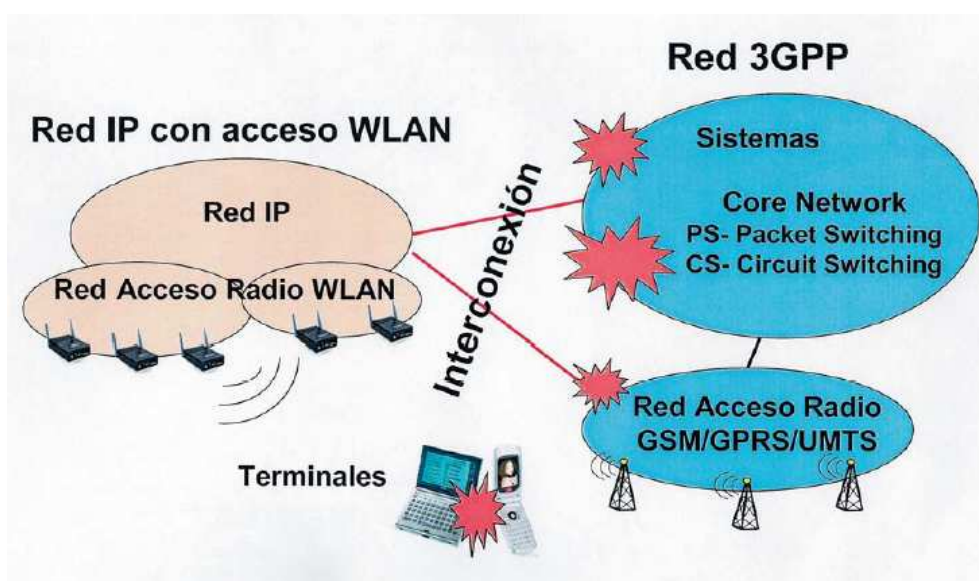 Red 3GPP
Red IP con acceso WLAN
Sistemas
Red IP
Core Network
PS- Packet Switching
CS- Circuit Switching
Red Acceso Radio WLAN
Interconexión
Red Acceso Radio
GSM/GPRS/UMTS
Terminales